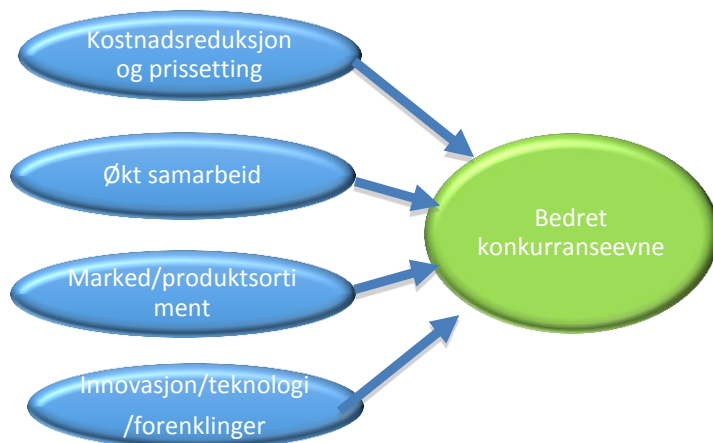 Kostnadsreduksjon
og prissetting
Økt samarbeid
Bedret
konkurranseevne
Marked/produktsorti
ment
Innovasjon/teknologi
/forenklinger